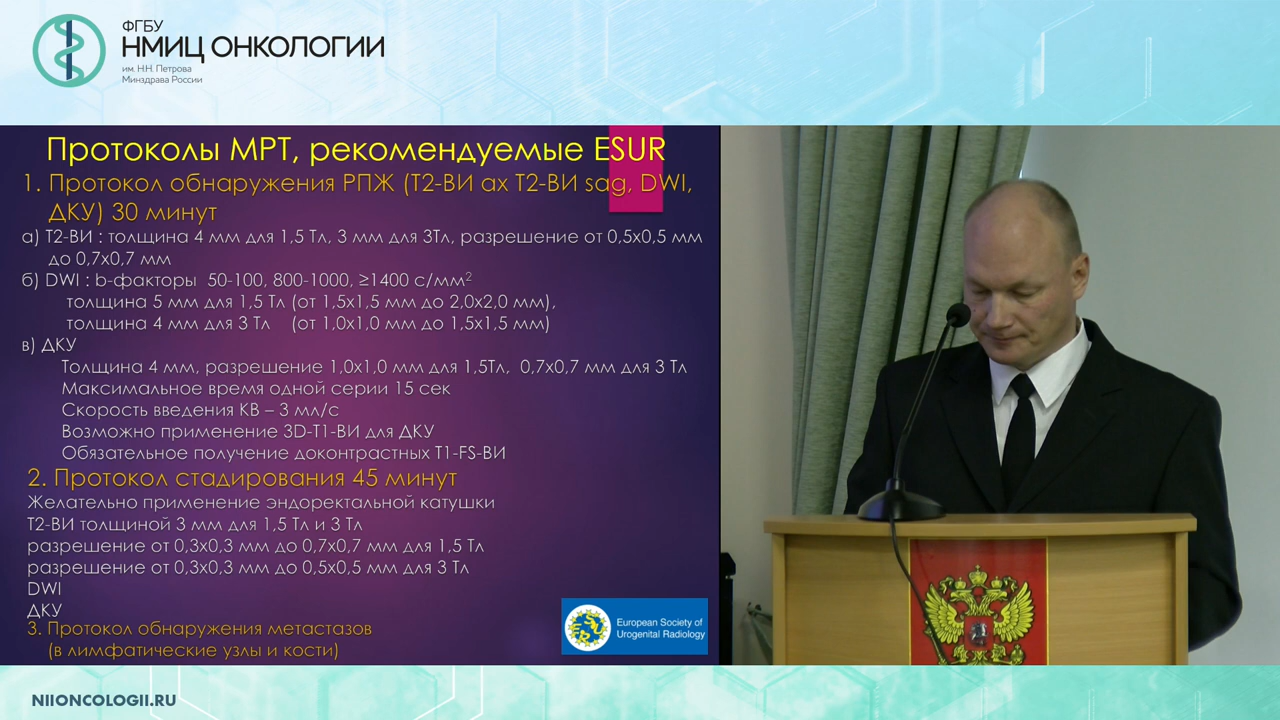 ФГБУ
НМИЦ ОНКОЛОГИИ
им. Н.Н. Петрова
Минздрава России
Протоколы МРТ, рекомендуемые ESUR
1. Протокол обнаружения РПЖ (Т2-ВИ ax Т2-ВИ sag, DWI,
ДКУ) 30 минут
а) Т2-ВИ : толщина 4 мм для 1,5 Тл, 3 мм для 3Тл, разрешение от 0,5х0,5 мм
до 0,7х0,7 мм
б) DWI : b-факторы 50-100, 800-1000, ≥1400 с/мм²
толщина 5 мм для 1,5 Тл (от 1,5х1,5 мм до 2,0х2,0 мм),
толщина 4 мм для 3 Тл (от 1,0х1,0 мм до 1,5х1,5 мм)
в) ДКУ
Толщина 4 мм, разрешение 1,0х1,0 мм для 1,5Тл, 0,7х0,7 мм для 3 Тл
Максимальное время одной серии 15 сек
Скорость введения КВ – 3 мл/с
Возможно применение 3D-Т1-ВИ для ДКУ
Обязательное получение доконтрастных Т1-FS-ВИ
2. Протокол стадирования 45 минут
Желательно применение эндоректальной катушки
Т2-ВИ толщиной 3 мм для 1,5 Тл и 3 Тл
разрешение от 0,3х0,3 мм до 0,7х0,7 мм для 1,5 Тл
разрешение от 0,3х0,3 мм до 0,5х0,5 мм для 3 Тл
DWI
ДКУ
3. Протокол обнаружения метастазов
(в лимфатические узлы и кости)
European Society of
Urogenital Radiology
NIIONCOLOGII.RU